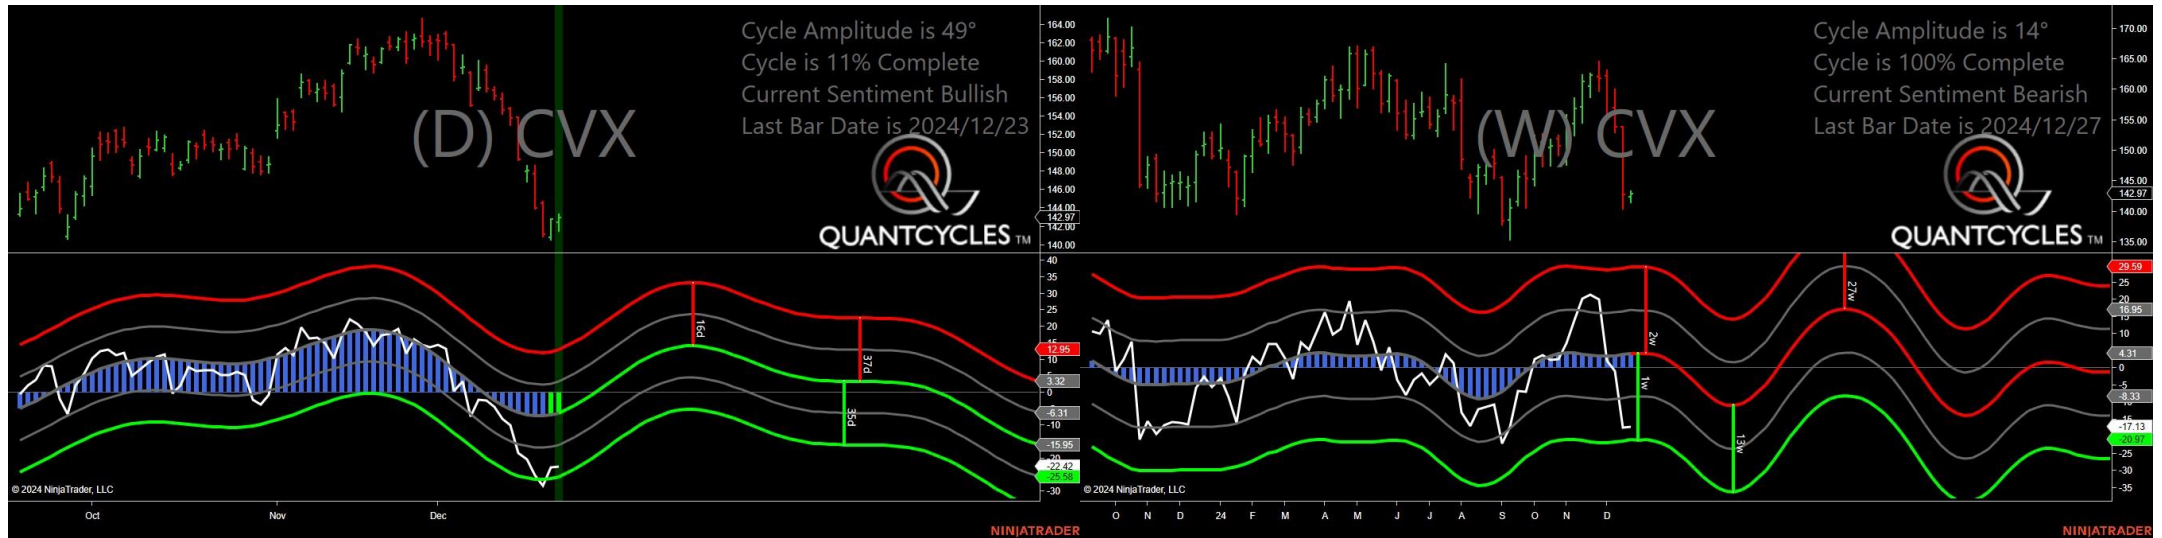 Cycle Amplitude is 49°
Cycle is 11% Complete
Current Sentiment Bullish
Last Bar Date is 2024/12/23
(D) CVX
QUANTCYCLES TM
164.00
162.00
160.00
158.00
156.00
154.00
152.00
150.00
148.00
146.00
144.00
142.97
142.00
140.00
40
35
30
25
20
15
12.95
10
5
3.32
0
-6.31
-10
-15.95
-20
-22.42
-25.58
-30
16d
37d
35d
© 2024 NinjaTrader, LLC
Oct Nov Dec
NINJATRADER
Cycle Amplitude is 14°
Cycle is 100% Complete
Current Sentiment Bearish
Last Bar Date is 2024/12/27
(W) CVX
QUANTCYCLES TM
170.00
165.00
160.00
155.00
150.00
145.00
142.97
140.00
135.00
29.59
25
20
16.95
15
10
4.31
0
-5
-8.33
-10
-15
-17.13
-20.97
-25
-30
-35
2w
1w
13w
27w
© 2024 NinjaTrader, LLC
O N D 24 F M A M J J A S O N D
NINJATRADER